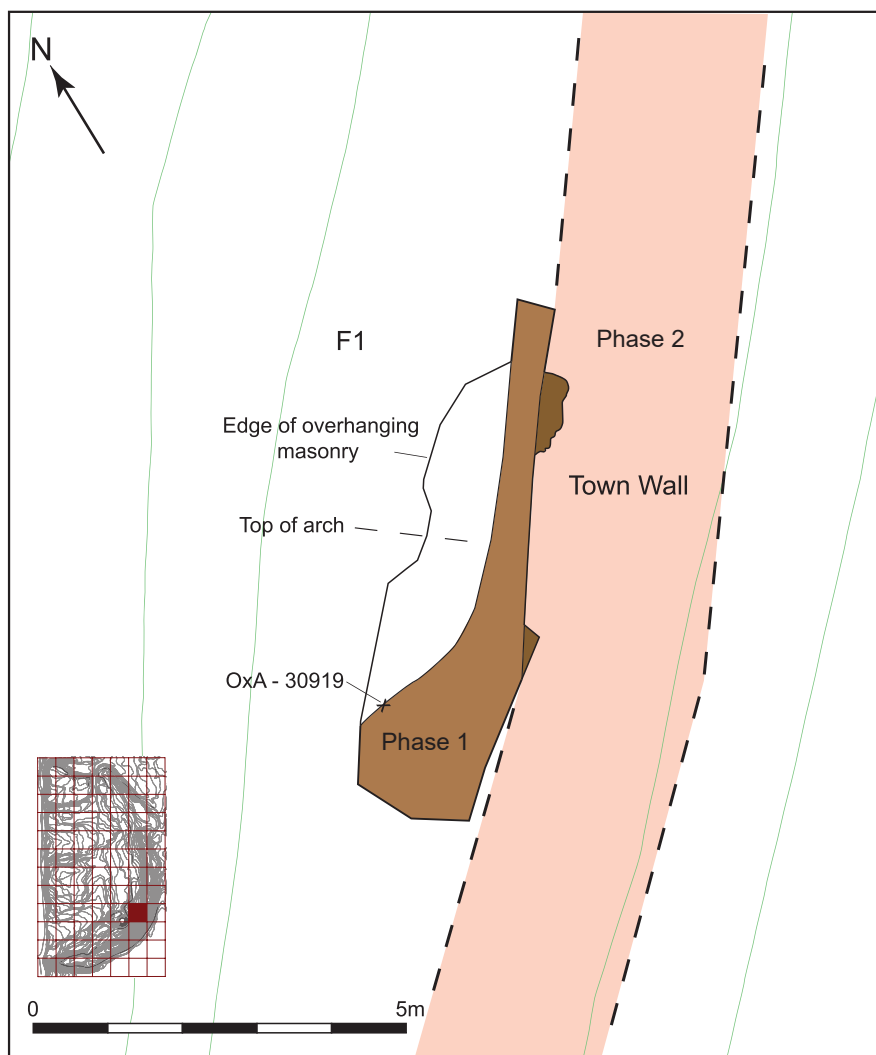 N
F1
Phase 2
Edge of overhanging
masonry
Town Wall
Top of arch
OxA - 30919
Phase 1
0
5m